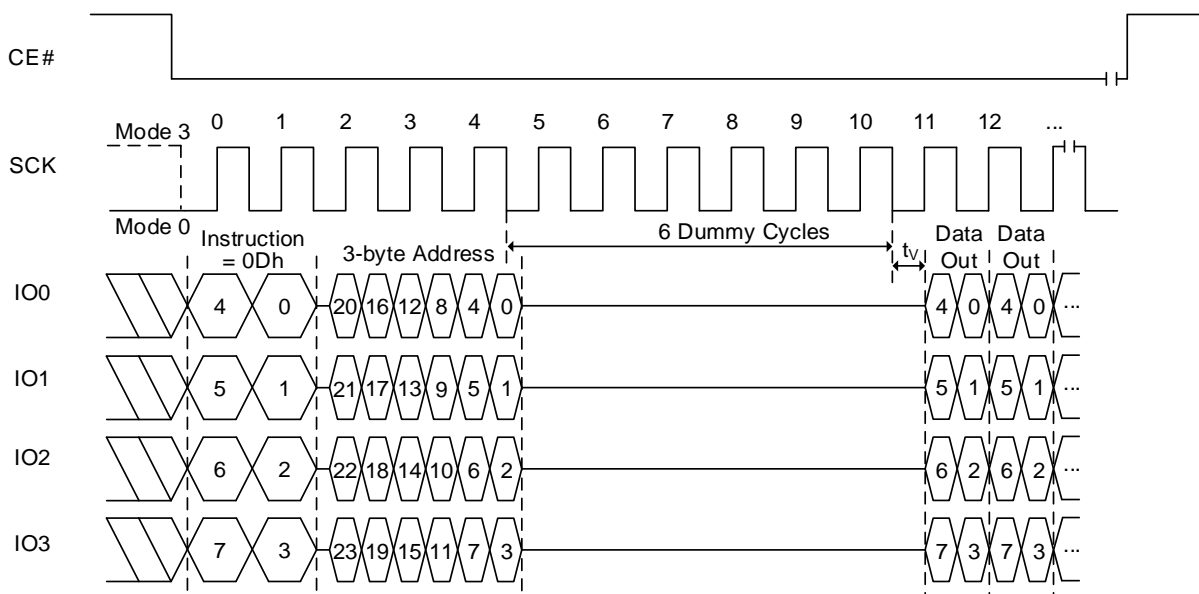 CE#
0 1 2 3 4 5 6 7 8 9 10 11 12 ...
Mode 3
SCK
Mode 0
Instruction
= 0Dh
3-byte Address
6 Dummy Cycles
tV
Data
Out
Data
Out
IO0
4 0 20 16 12 8 4 0 4 0 4 0 ...
IO1
5 1 21 17 13 9 5 1 5 1 5 1 ...
IO2
6 2 22 18 14 10 6 2 6 2 6 2 ...
IO3
7 3 23 19 15 11 7 3 7 3 7 3 ...